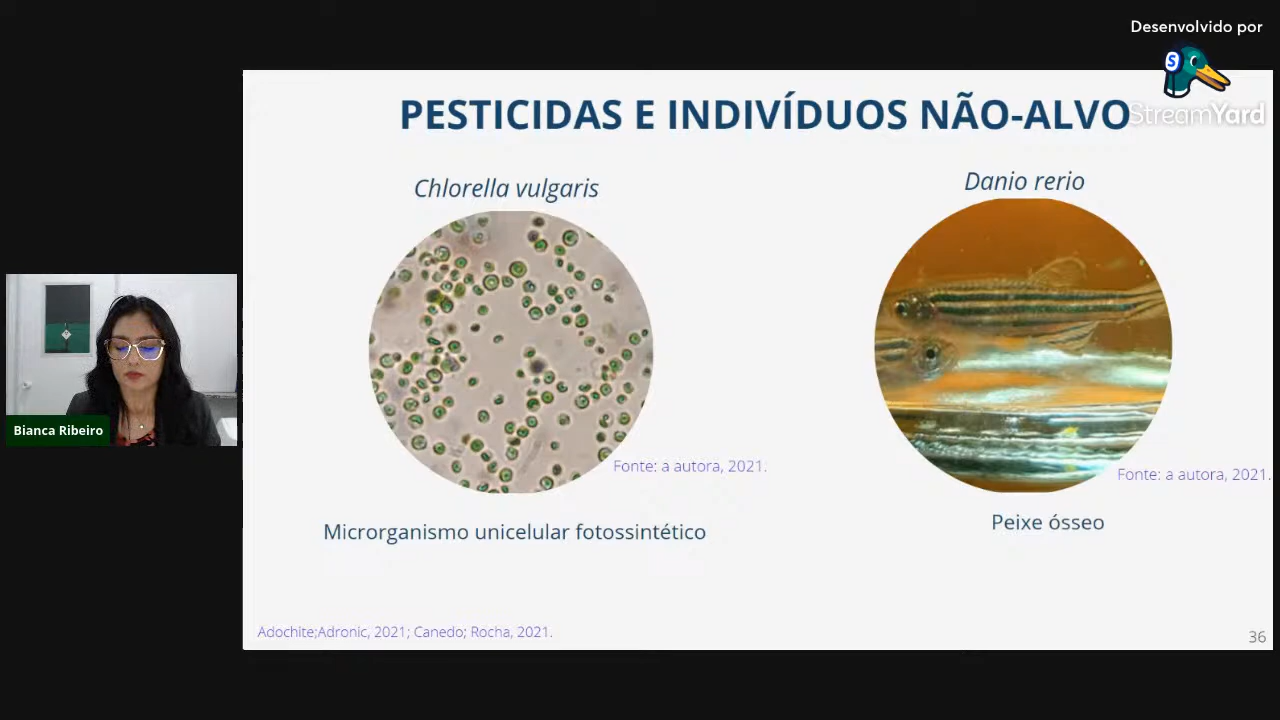 Desenvolvido por
StreamYard
PESTICIDAS E INDIVÍDUOS NÃO-ALVO
Chlorella vulgaris
Danio rerio
Bianca Ribeiro
Fonte: a autora, 2021.
Fonte: a autora, 2021.
Microrganismo unicelular fotossintético
Peixe ósseo
Adochite;Adronic, 2021; Canedo; Rocha, 2021.
36